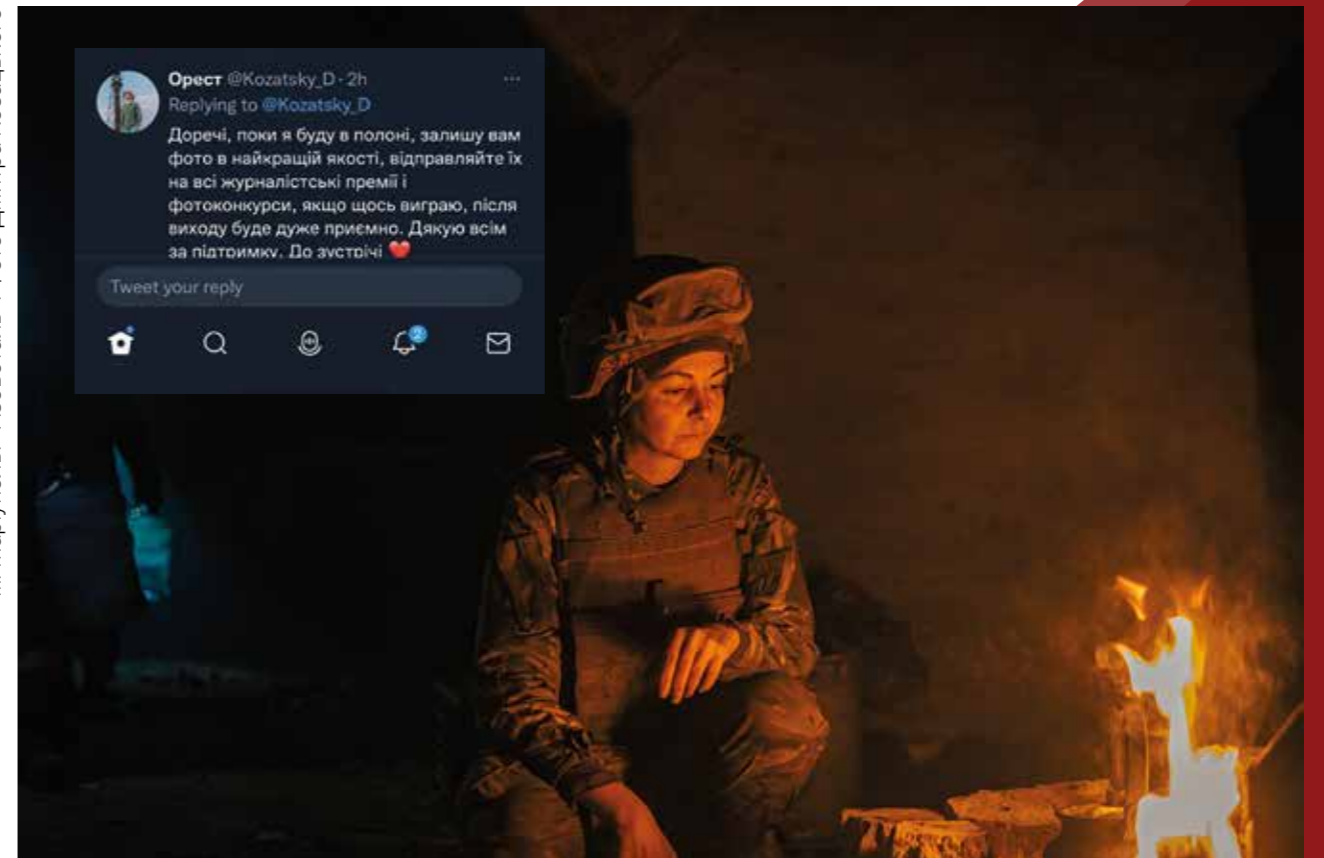 Орест @Kozatsky_D · 2h
Replying to @Kozatsky_D
Доречі, поки я буду в полоні, залишу вам
фото в найкращій якості, відправляйте їх
на всі журналістські премії і
фотоконкурси, якщо щось виграю, після
виходу буде дуже приємно. Дякую всім
за підтримку. До зустрічі ❤️
Tweet your reply
2